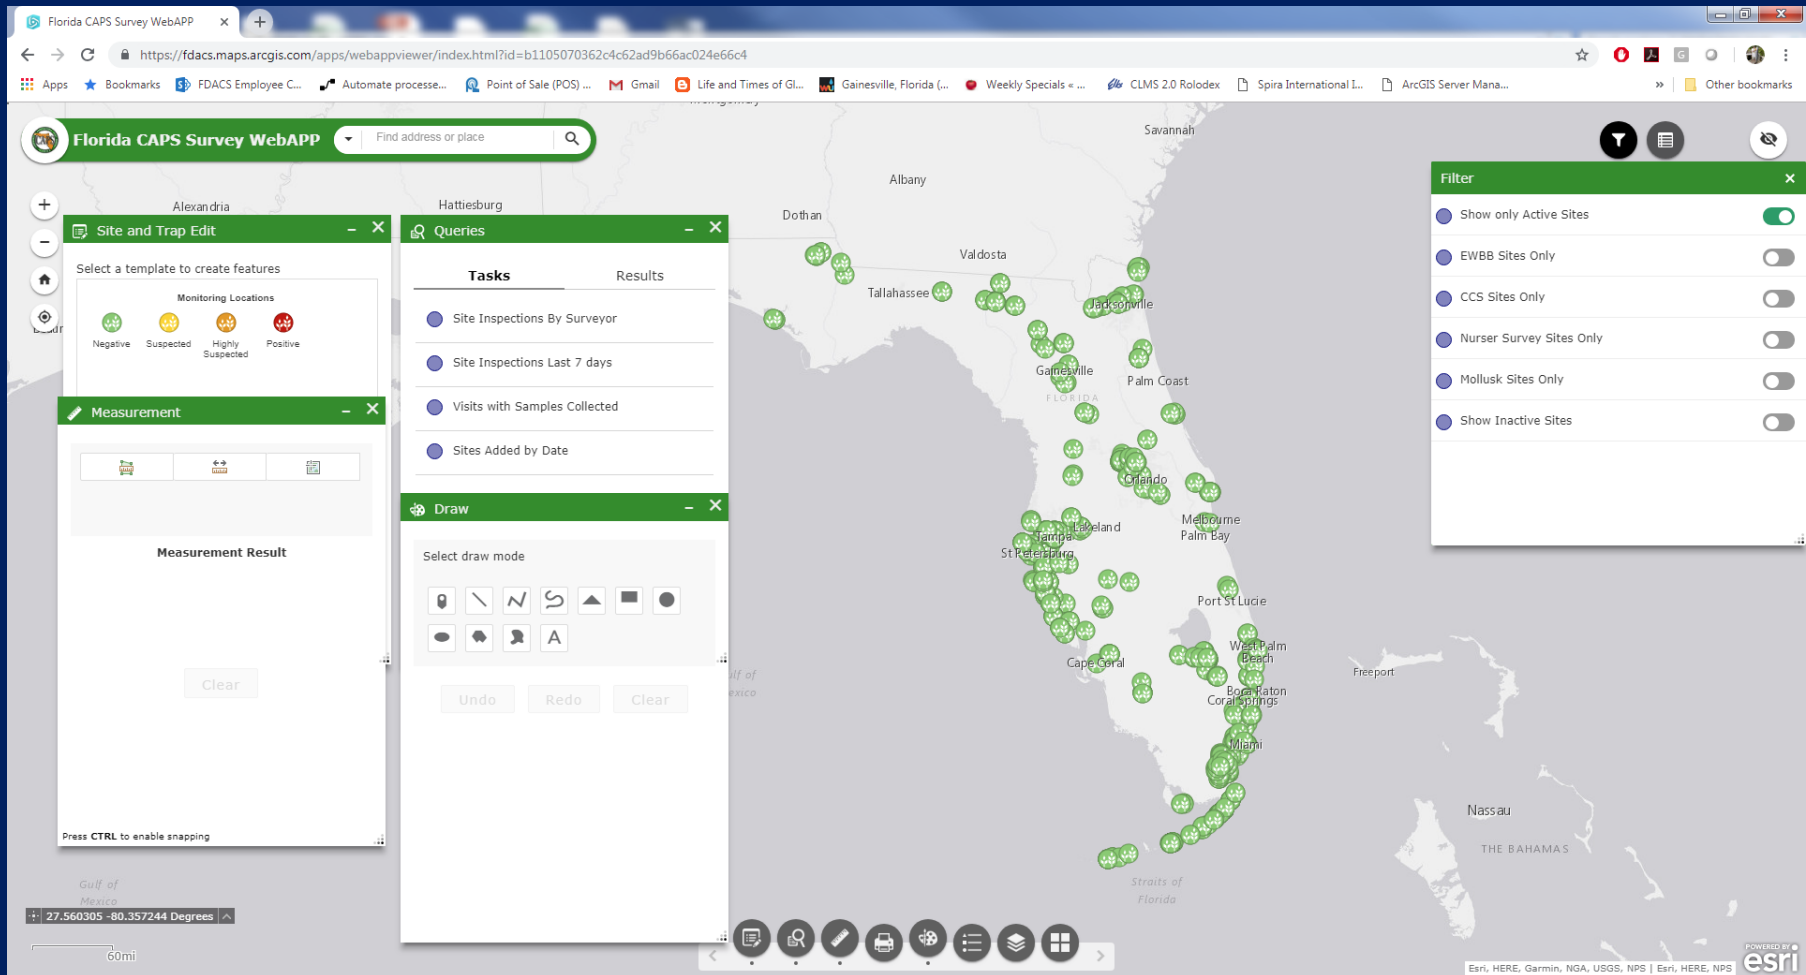 Florida CAPS Survey WebAPP
https://fdacs.maps.arcgis.com/apps/webappviewer/index.html?id=b1105070362c4c62ad9b66ac024e66c4
Apps
Bookmarks
FDACS Employee C...
Automate processe...
Point of Sale (POS) ...
Gmail
Life and Times of Gl...
Gainesville, Florida (...
Weekly Specials « ...
CLMS 2.0 Rolodex
Spira International I...
ArcGIS Server Mana...
»
Other bookmarks
Florida CAPS Survey WebAPP
Find address or place
Savannah
Albany
Alexandria
Hattiesburg
Dothan
Valdosta
Tallahassee
Jacksonville
Gainesville
Palm Coast
FLORIDA
Orlando
Lakeland
Melbourne
Palm Bay
Tampa
St Petersburg
Port St Lucie
West Palm
Beach
Cape Coral
Boca Raton
Coral Springs
Miami
Freeport
Nassau
THE BAHAMAS
Straits of
Florida
Gulf of
Mexico
Site and Trap Edit
Select a template to create features
Monitoring Locations
Negative
Suspected
Highly
Suspected
Positive
Measurement
Measurement Result
Clear
Press CTRL to enable snapping
Queries
Tasks
Results
Site Inspections By Surveyor
Site Inspections Last 7 days
Visits with Samples Collected
Sites Added by Date
Draw
Select draw mode
A
Undo
Redo
Clear
Filter
Show only Active Sites
EWBB Sites Only
CCS Sites Only
Nurser Survey Sites Only
Mollusk Sites Only
Show Inactive Sites
27.560305 -80.357244 Degrees
60mi
Esri, HERE, Garmin, NGA, USGS, NPS | Esri, HERE, NPS
POWERED BY
esri